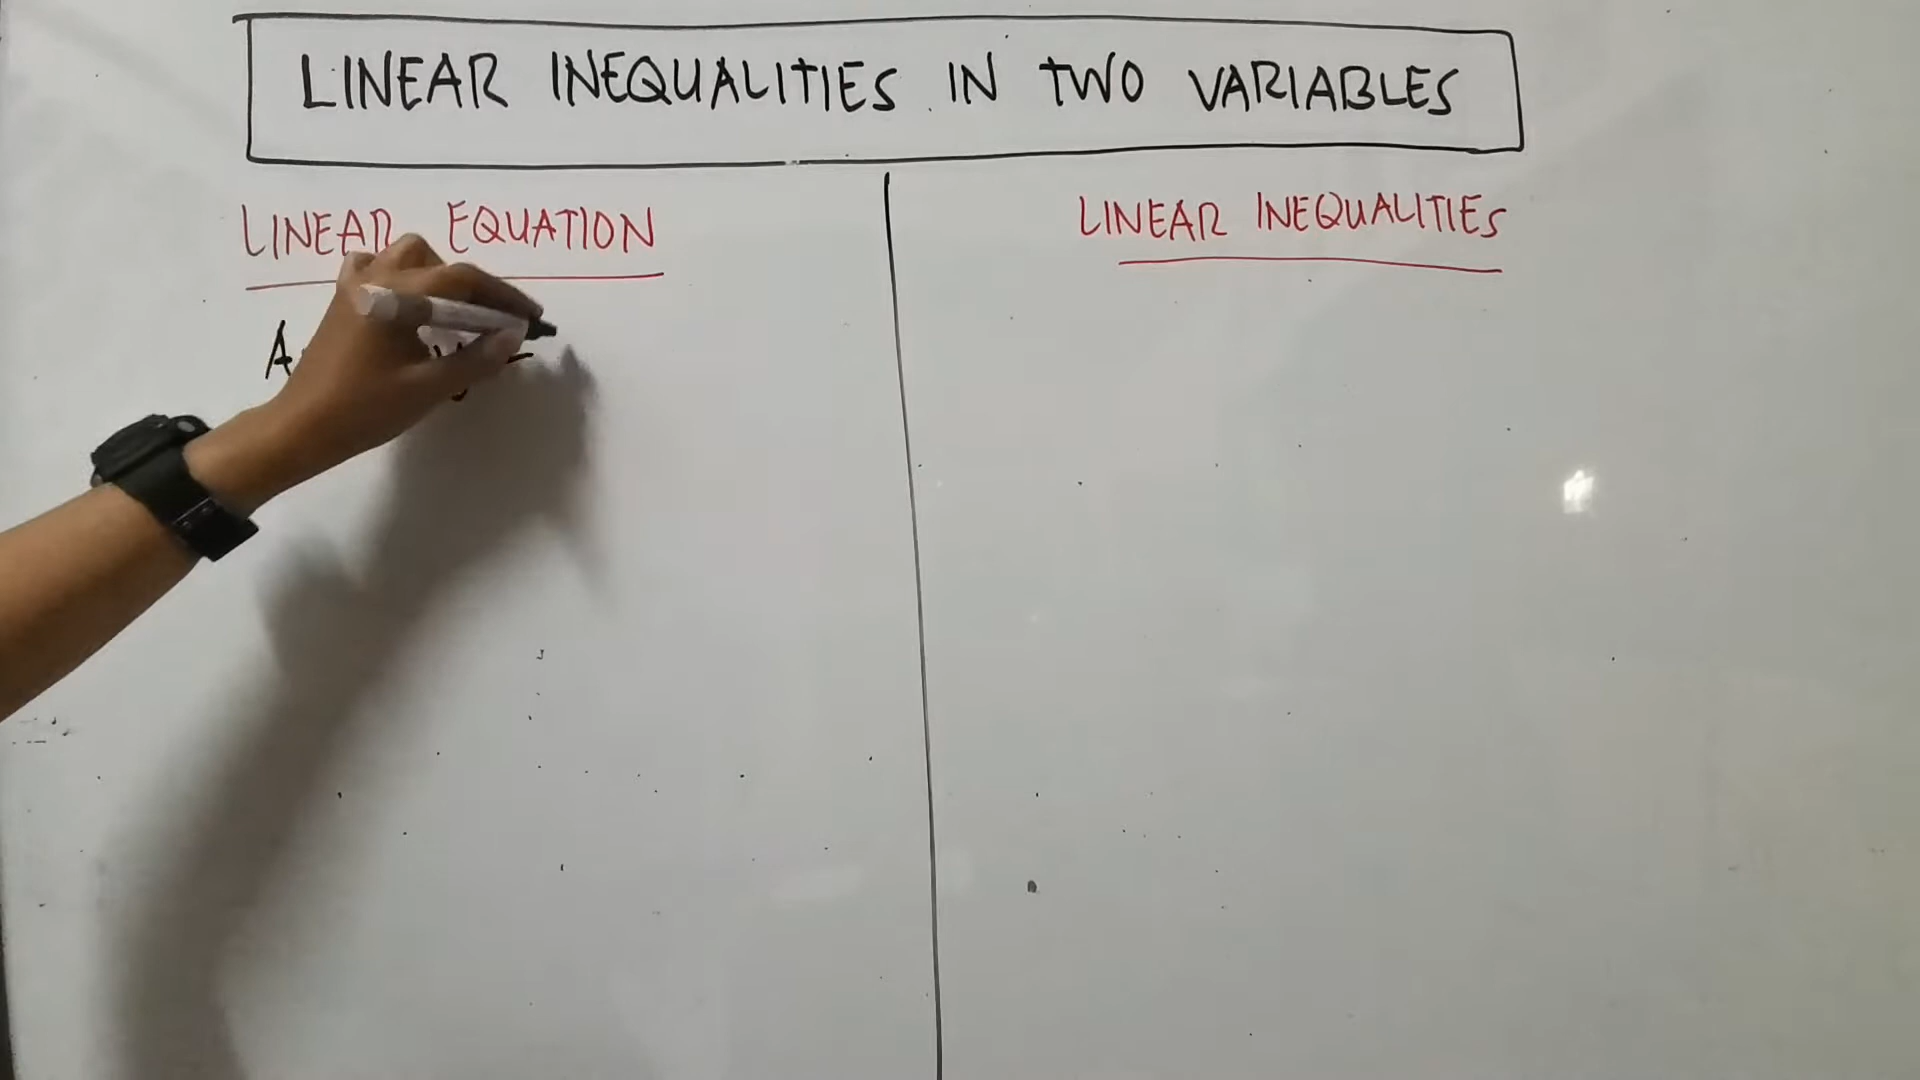 LINEAR INEQUALITIES IN TWO VARIABLES
LINEAR EQUATION
LINEAR INEQUALITIES
A y